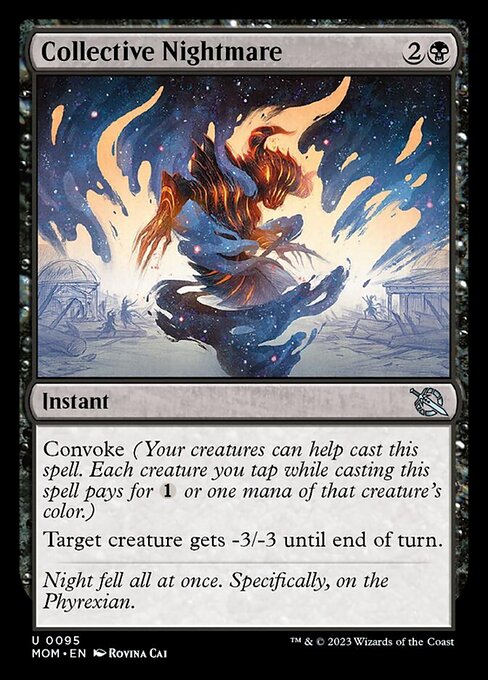 Collective Nightmare 2
Instant
Convoke (Your creatures can help cast this
spell. Each creature you tap while casting this
spell pays for 1 or one mana of that creature's
color.)
Target creature gets -3/-3 until end of turn.
Night fell all at once. Specifically, on the
Phyrexian.
U 0095
MOM • EN Rovina Cai
™ & © 2023 Wizards of the Coast